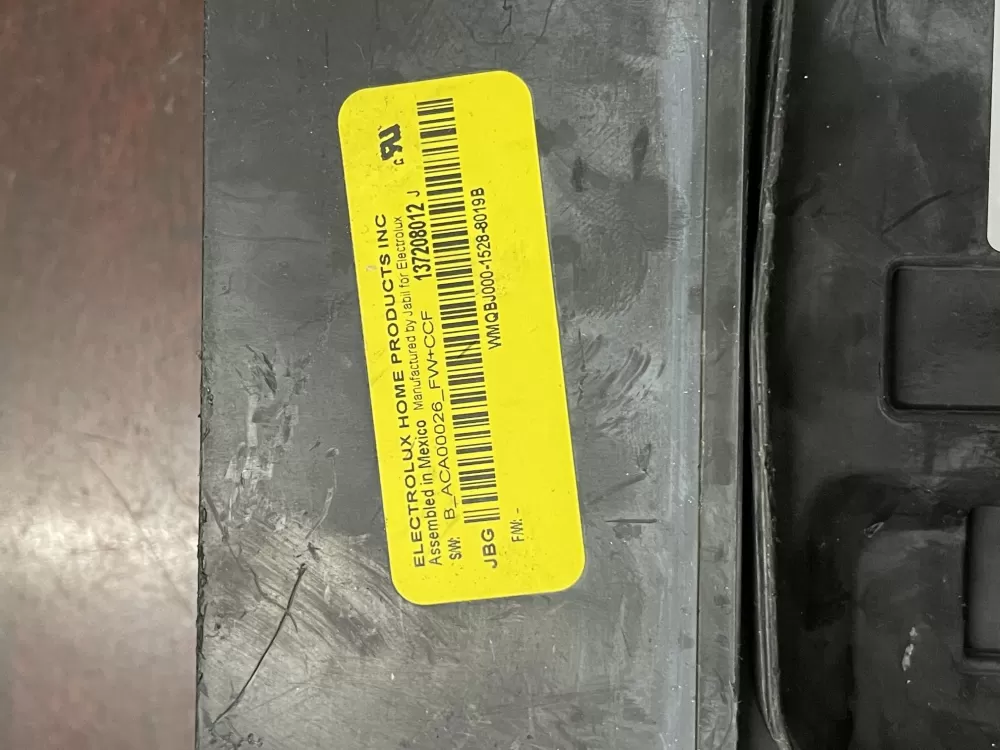 ELECTROLUX HOME PRODUCTS INC
Assembled in Mexico Manufactured by Jabil for Electrolux
S/W: B_ACA00026_FW+CCF 137208012 J
JBG
WMQBJ000-1528-8019B
F/W: -
c RU